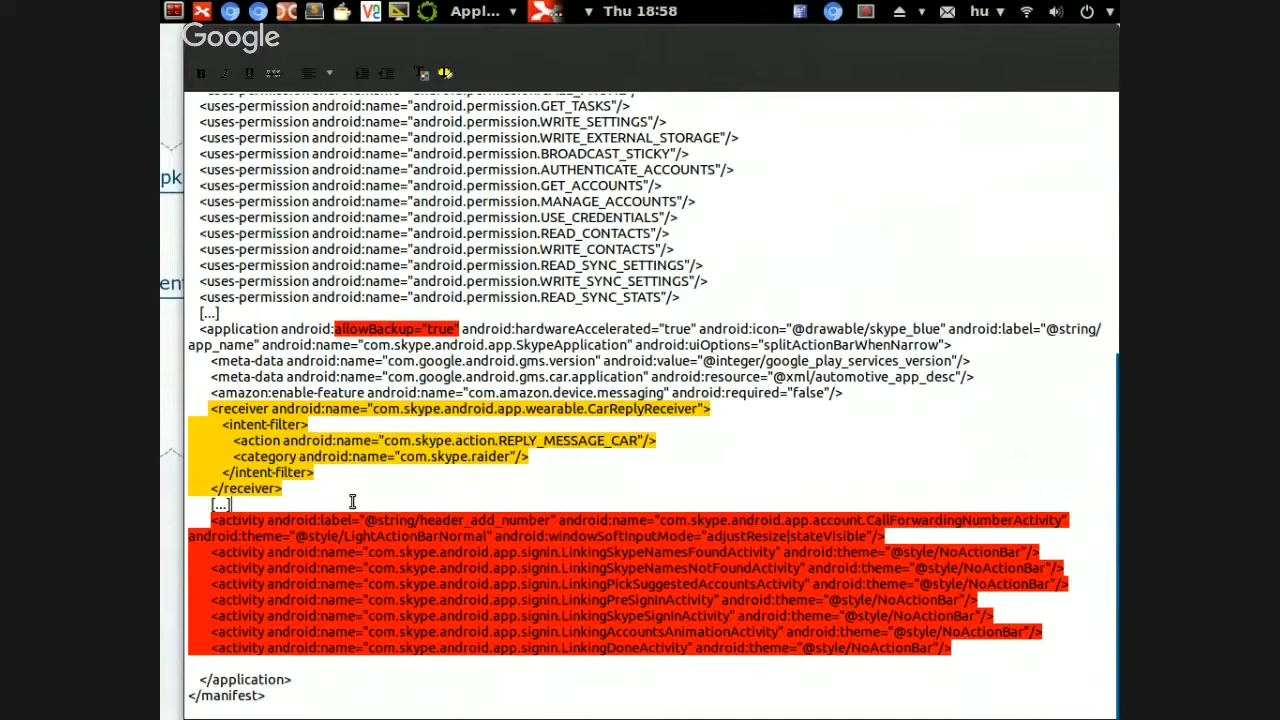 Appl...
Thu 18:58
hu
Google
B I U
pk
ent
<uses-permission android:name="android.permission.CALL_PHONE"/>
<uses-permission android:name="android.permission.GET_TASKS"/>
<uses-permission android:name="android.permission.WRITE_SETTINGS"/>
<uses-permission android:name="android.permission.WRITE_EXTERNAL_STORAGE"/>
<uses-permission android:name="android.permission.BROADCAST_STICKY"/>
<uses-permission android:name="android.permission.AUTHENTICATE_ACCOUNTS"/>
<uses-permission android:name="android.permission.GET_ACCOUNTS"/>
<uses-permission android:name="android.permission.MANAGE_ACCOUNTS"/>
<uses-permission android:name="android.permission.USE_CREDENTIALS"/>
<uses-permission android:name="android.permission.READ_CONTACTS"/>
<uses-permission android:name="android.permission.WRITE_CONTACTS"/>
<uses-permission android:name="android.permission.READ_SYNC_SETTINGS"/>
<uses-permission android:name="android.permission.WRITE_SYNC_SETTINGS"/>
<uses-permission android:name="android.permission.READ_SYNC_STATS"/>
[...]
<application android:allowBackup="true" android:hardwareAccelerated="true" android:icon="@drawable/skype_blue" android:label="@string/
app_name" android:name="com.skype.android.app.SkypeApplication" android:uiOptions="splitActionBarWhenNarrow">
<meta-data android:name="com.google.android.gms.version" android:value="@integer/google_play_services_version"/>
<meta-data android:name="com.google.android.gms.car.application" android:resource="@xml/automotive_app_desc"/>
<amazon:enable-feature android:name="com.amazon.device.messaging" android:required="false"/>
<receiver android:name="com.skype.android.app.wearable.CarReplyReceiver">
<intent-filter>
<action android:name="com.skype.action.REPLY_MESSAGE_CAR"/>
<category android:name="com.skype.raider"/>
</intent-filter>
</receiver>
[...]
<activity android:label="@string/header_add_number" android:name="com.skype.android.app.account.CallForwardingNumberActivity"
android:theme="@style/LightActionBarNormal" android:windowSoftInputMode="adjustResize|stateVisible"/>
<activity android:name="com.skype.android.app.signin.LinkingSkypeNamesFoundActivity" android:theme="@style/NoActionBar"/>
<activity android:name="com.skype.android.app.signin.LinkingSkypeNamesNotFoundActivity" android:theme="@style/NoActionBar"/>
<activity android:name="com.skype.android.app.signin.LinkingPickSuggestedAccountsActivity" android:theme="@style/NoActionBar"/>
<activity android:name="com.skype.android.app.signin.LinkingPreSignInActivity" android:theme="@style/NoActionBar"/>
<activity android:name="com.skype.android.app.signin.LinkingSkypeSignInActivity" android:theme="@style/NoActionBar"/>
<activity android:name="com.skype.android.app.signin.LinkingAccountsAnimationActivity" android:theme="@style/NoActionBar"/>
<activity android:name="com.skype.android.app.signin.LinkingDoneActivity" android:theme="@style/NoActionBar"/>
</application>
</manifest>